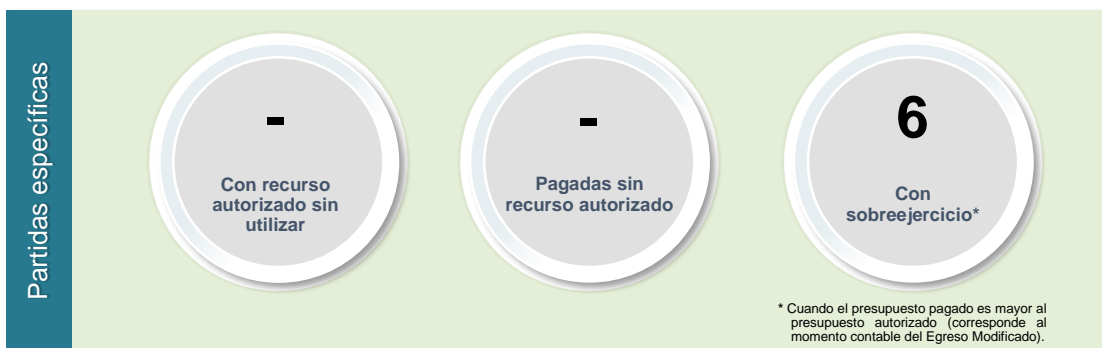 Partidas específicas
-
Con recurso
autorizado sin
utilizar
-
Pagadas sin
recurso autorizado
6
Con
sobreejercicio*
* Cuando el presupuesto pagado es mayor al
presupuesto autorizado (corresponde al
momento contable del Egreso Modificado).